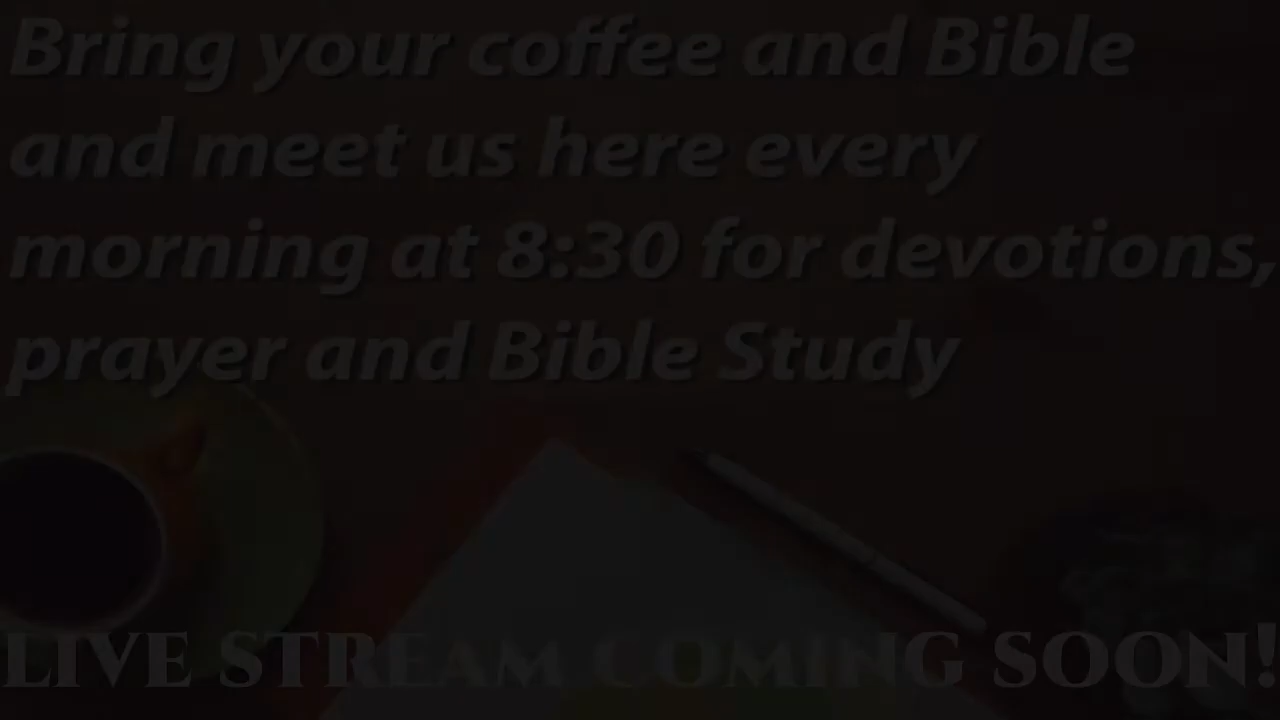 Bring your coffee and Bible
and meet us here every
morning at 8:30 for devotions,
prayer and Bible Study
LIVE STREAM COMING SOON!